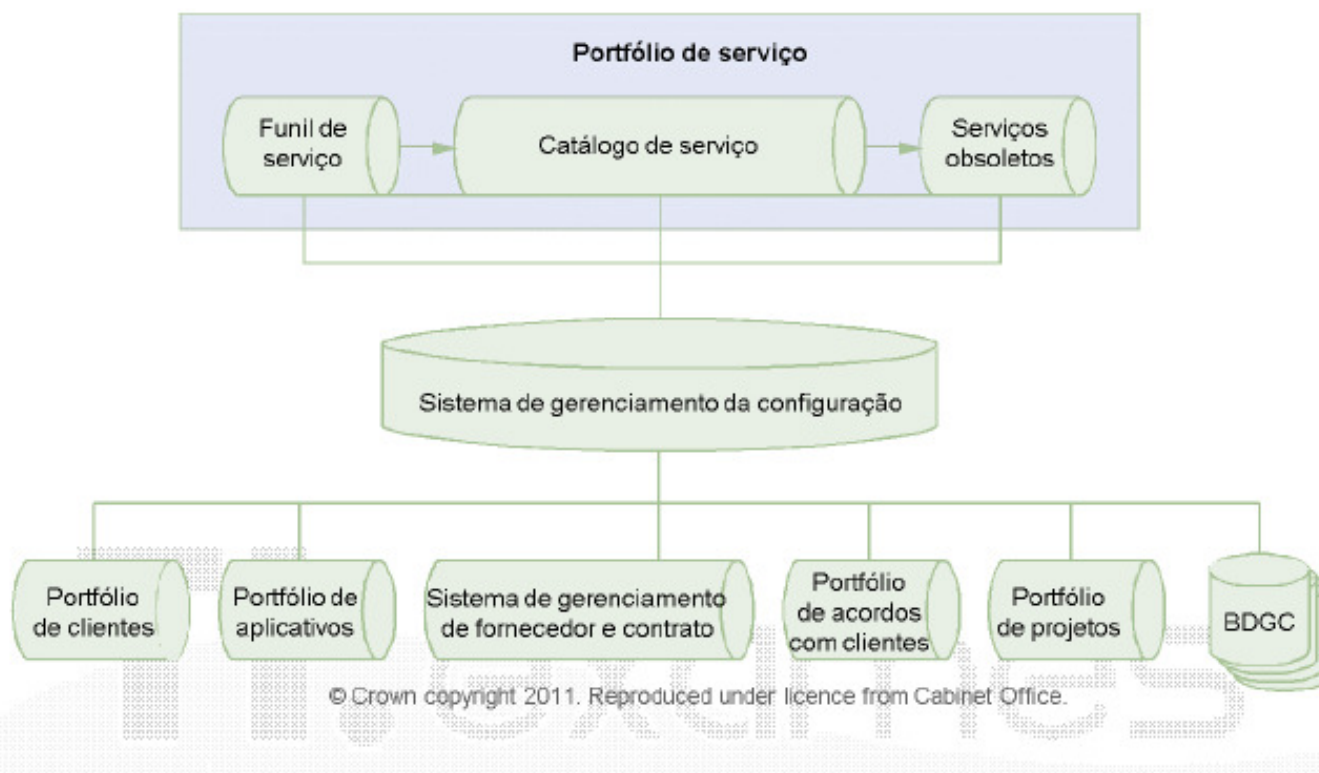 Portfólio de serviço
Funil de
serviço
Catálogo de serviço
Serviços
obsoletos
Sistema de gerenciamento da configuração
Portfólio
de clientes
Portfólio de
aplicativos
Sistema de gerenciamento
de fornecedor e contrato
Portfólio
de acordos
com clientes
Portfólio
de projetos
BDGC
© Crown copyright 2011. Reproduced under licence from Cabinet Office.
TI.exames